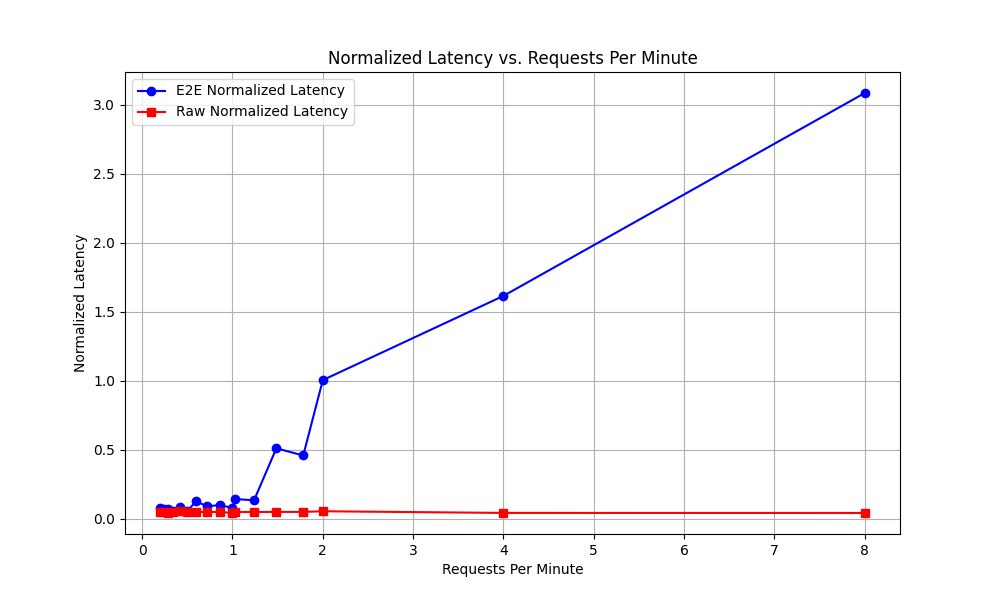 Normalized Latency vs. Requests Per Minute
E2E Normalized Latency
Raw Normalized Latency
3.0
2.5
2.0
1.5
1.0
0.5
0.0
Normalized Latency
0 1 2 3 4 5 6 7 8
Requests Per Minute